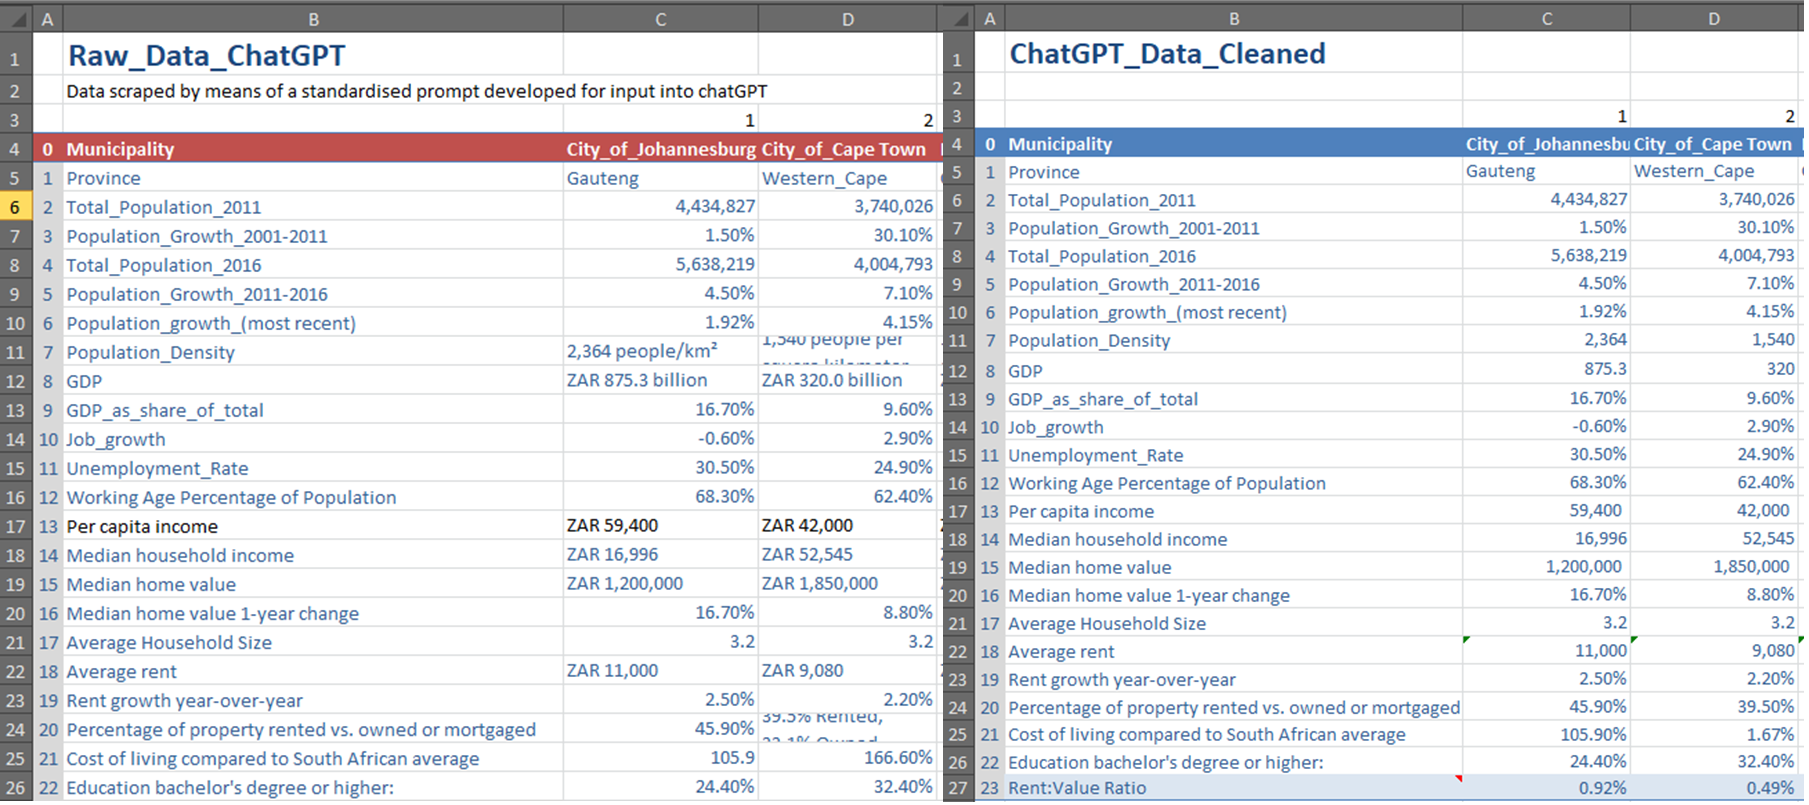 A B C D
1 Raw_Data_ChatGPT
2 Data scraped by means of a standardised prompt developed for input into chatGPT
3 1 2
4 0 Municipality City_of_Johannesburg City_of_Cape Town
5 1 Province Gauteng Western_Cape
6 2 Total_Population_2011 4,434,827 3,740,026
7 3 Population_Growth_2001-2011 1.50% 30.10%
8 4 Total_Population_2016 5,638,219 4,004,793
9 5 Population_Growth_2011-2016 4.50% 7.10%
10 6 Population_growth_(most recent) 1.92% 4.15%
11 7 Population_Density 2,364 people/km² 1,540 people per
12 8 GDP ZAR 875.3 billion ZAR 320.0 billion
13 9 GDP_as_share_of_total 16.70% 9.60%
14 10 Job_growth -0.60% 2.90%
15 11 Unemployment_Rate 30.50% 24.90%
16 12 Working Age Percentage of Population 68.30% 62.40%
17 13 Per capita income ZAR 59,400 ZAR 42,000
18 14 Median household income ZAR 16,996 ZAR 52,545
19 15 Median home value ZAR 1,200,000 ZAR 1,850,000
20 16 Median home value 1-year change 16.70% 8.80%
21 17 Average Household Size 3.2 3.2
22 18 Average rent ZAR 11,000 ZAR 9,080
23 19 Rent growth year-over-year 2.50% 2.20%
24 20 Percentage of property rented vs. owned or mortgaged 45.90% 39.5% Rented,
25 21 Cost of living compared to South African average 105.9 166.60%
26 22 Education bachelor's degree or higher: 24.40% 32.40%
A B C D
1 ChatGPT_Data_Cleaned
2
3 1 2
4 0 Municipality City_of_Johannesbu City_of_Cape Town
5 1 Province Gauteng Western_Cape
6 2 Total_Population_2011 4,434,827 3,740,026
7 3 Population_Growth_2001-2011 1.50% 30.10%
8 4 Total_Population_2016 5,638,219 4,004,793
9 5 Population_Growth_2011-2016 4.50% 7.10%
10 6 Population_growth_(most recent) 1.92% 4.15%
11 7 Population_Density 2,364 1,540
12 8 GDP 875.3 320
13 9 GDP_as_share_of_total 16.70% 9.60%
14 10 Job_growth -0.60% 2.90%
15 11 Unemployment_Rate 30.50% 24.90%
16 12 Working Age Percentage of Population 68.30% 62.40%
17 13 Per capita income 59,400 42,000
18 14 Median household income 16,996 52,545
19 15 Median home value 1,200,000 1,850,000
20 16 Median home value 1-year change 16.70% 8.80%
21 17 Average Household Size 3.2 3.2
22 18 Average rent 11,000 9,080
23 19 Rent growth year-over-year 2.50% 2.20%
24 20 Percentage of property rented vs. owned or mortgaged 45.90% 39.50%
25 21 Cost of living compared to South African average 105.90% 1.67%
26 22 Education bachelor's degree or higher: 24.40% 32.40%
27 23 Rent:Value Ratio 0.92% 0.49%